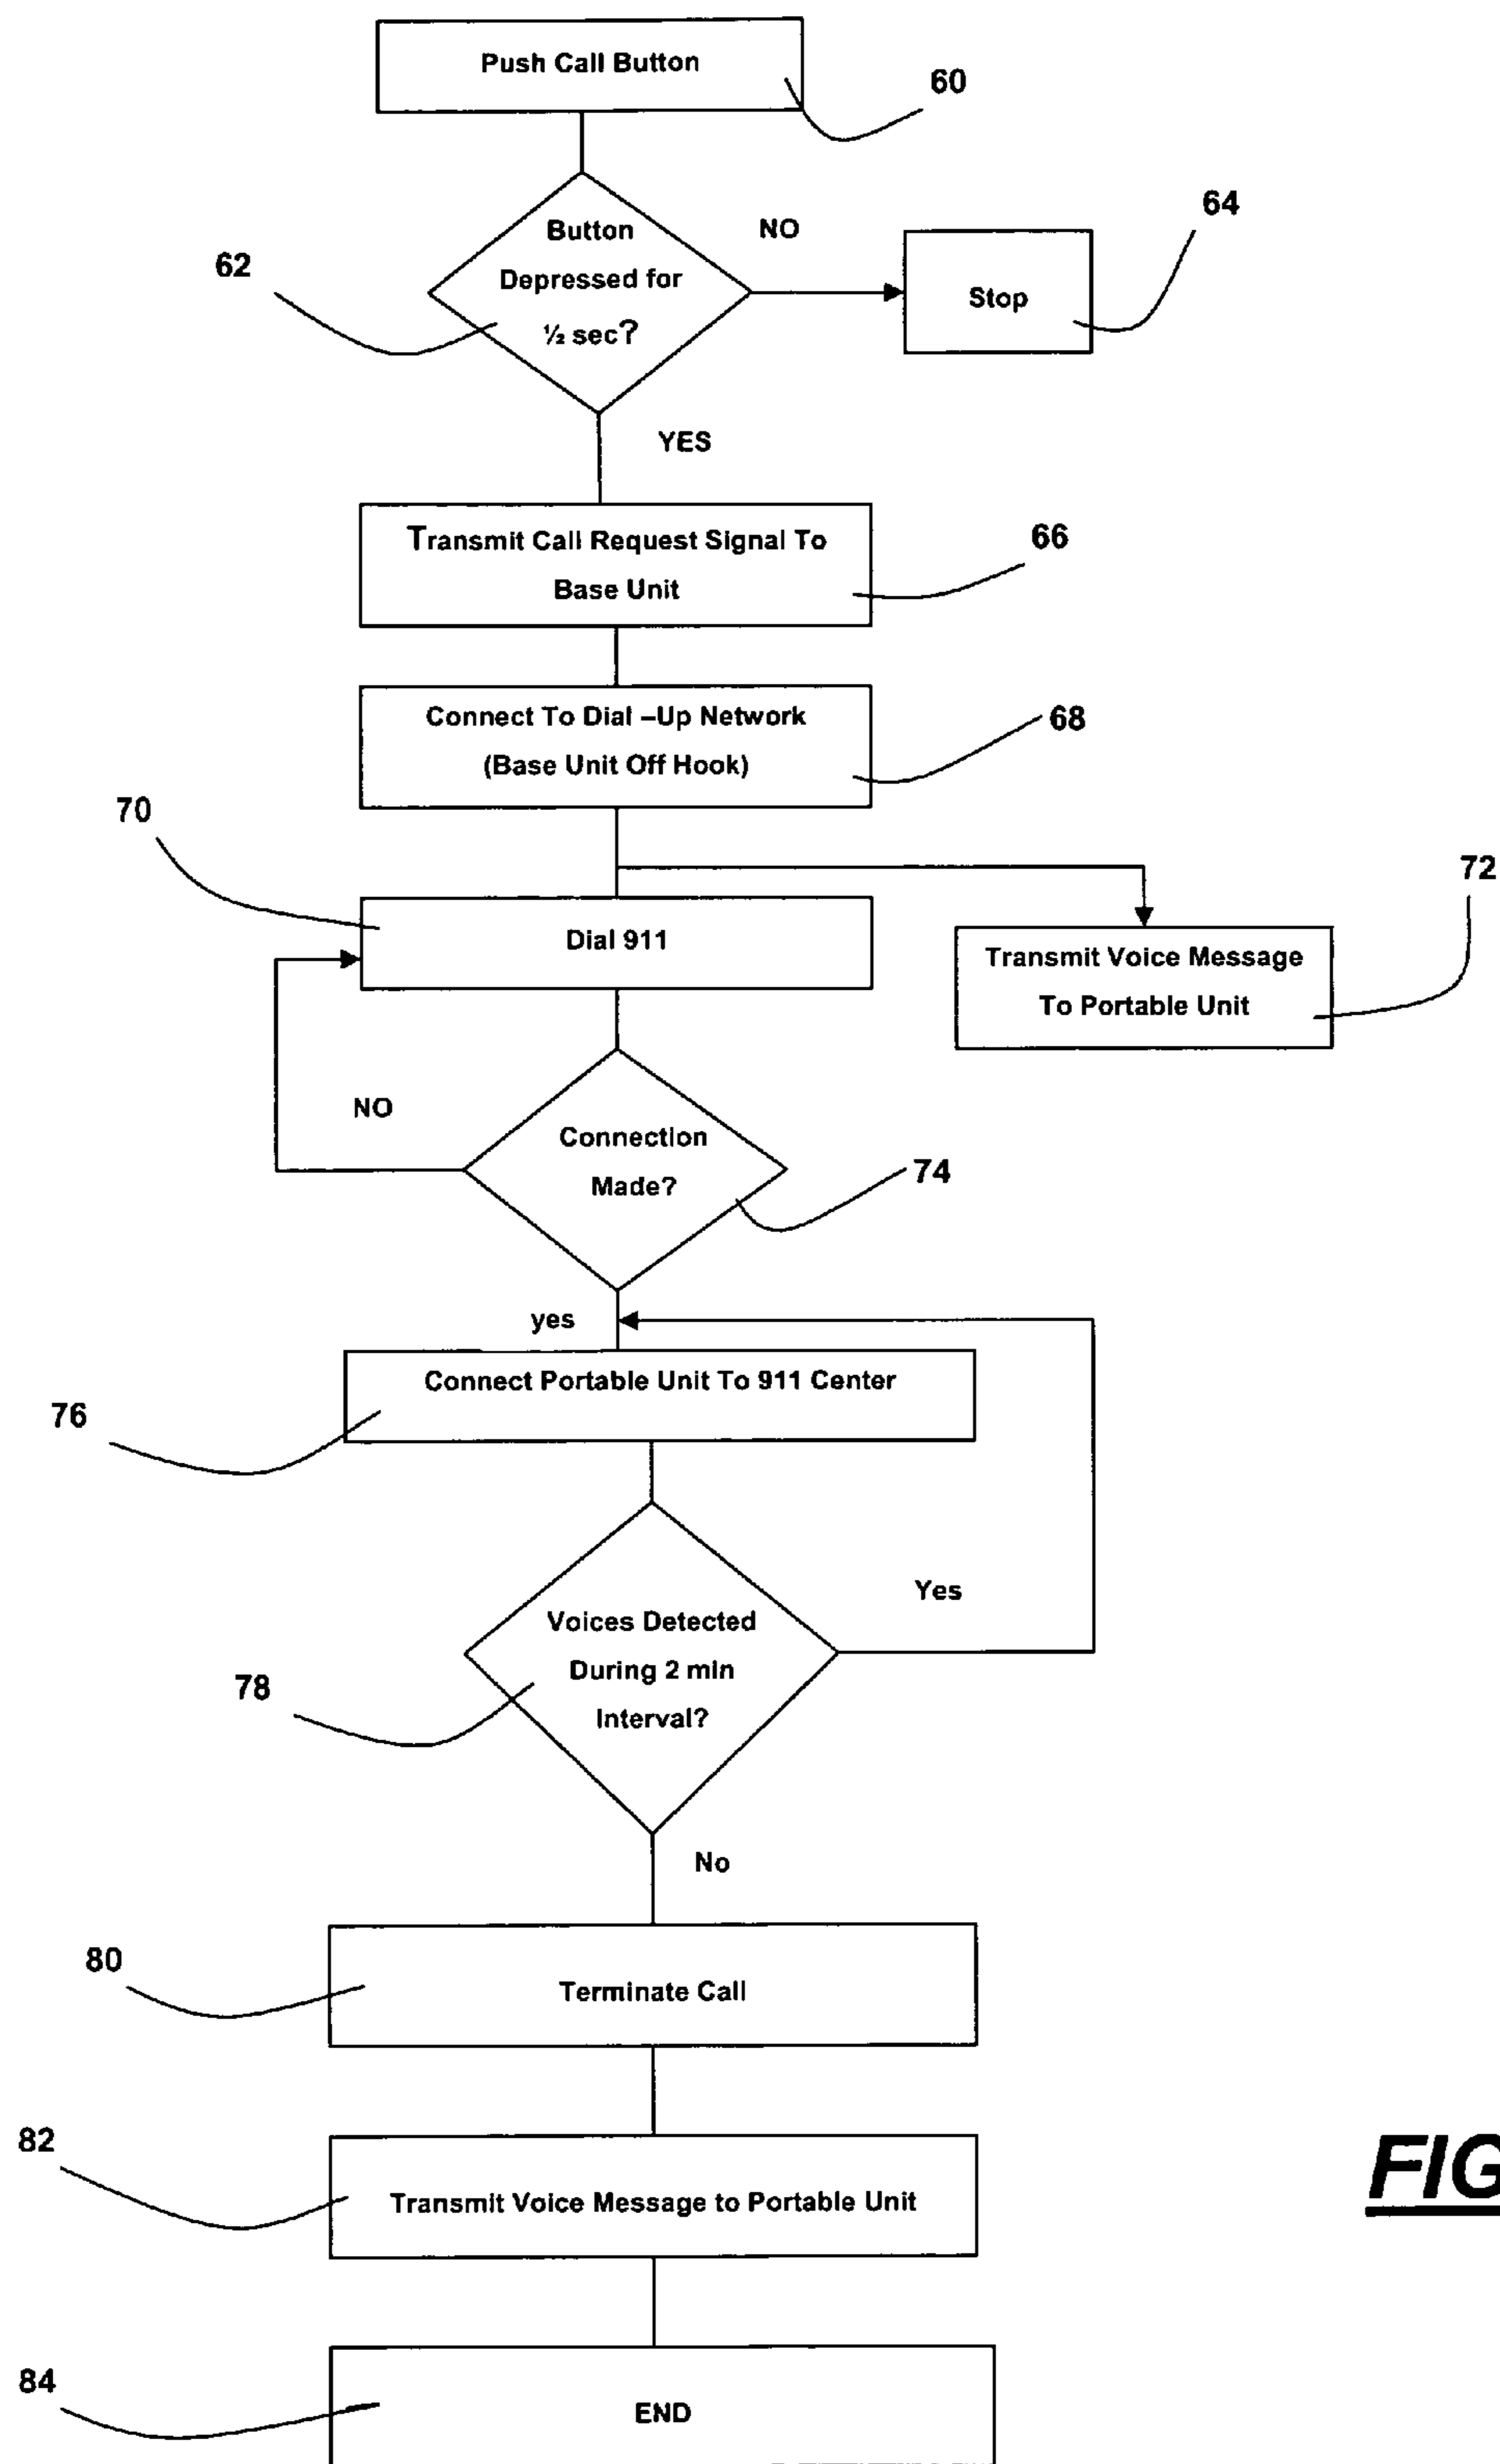 Push Call Button
60
Button
Depressed for
½ sec?
NO
62
64
Stop
YES
Transmit Call Request Signal To
Base Unit
66
Connect To Dial –Up Network
(Base Unit Off Hook)
68
70
72
Dial 911
Transmit Voice Message
To Portable Unit
NO
Connection
Made?
74
yes
Connect Portable Unit To 911 Center
76
Yes
Voices Detected
During 2 min
Interval?
78
No
80
Terminate Call
82
Transmit Voice Message to Portable Unit
FIG
84
END